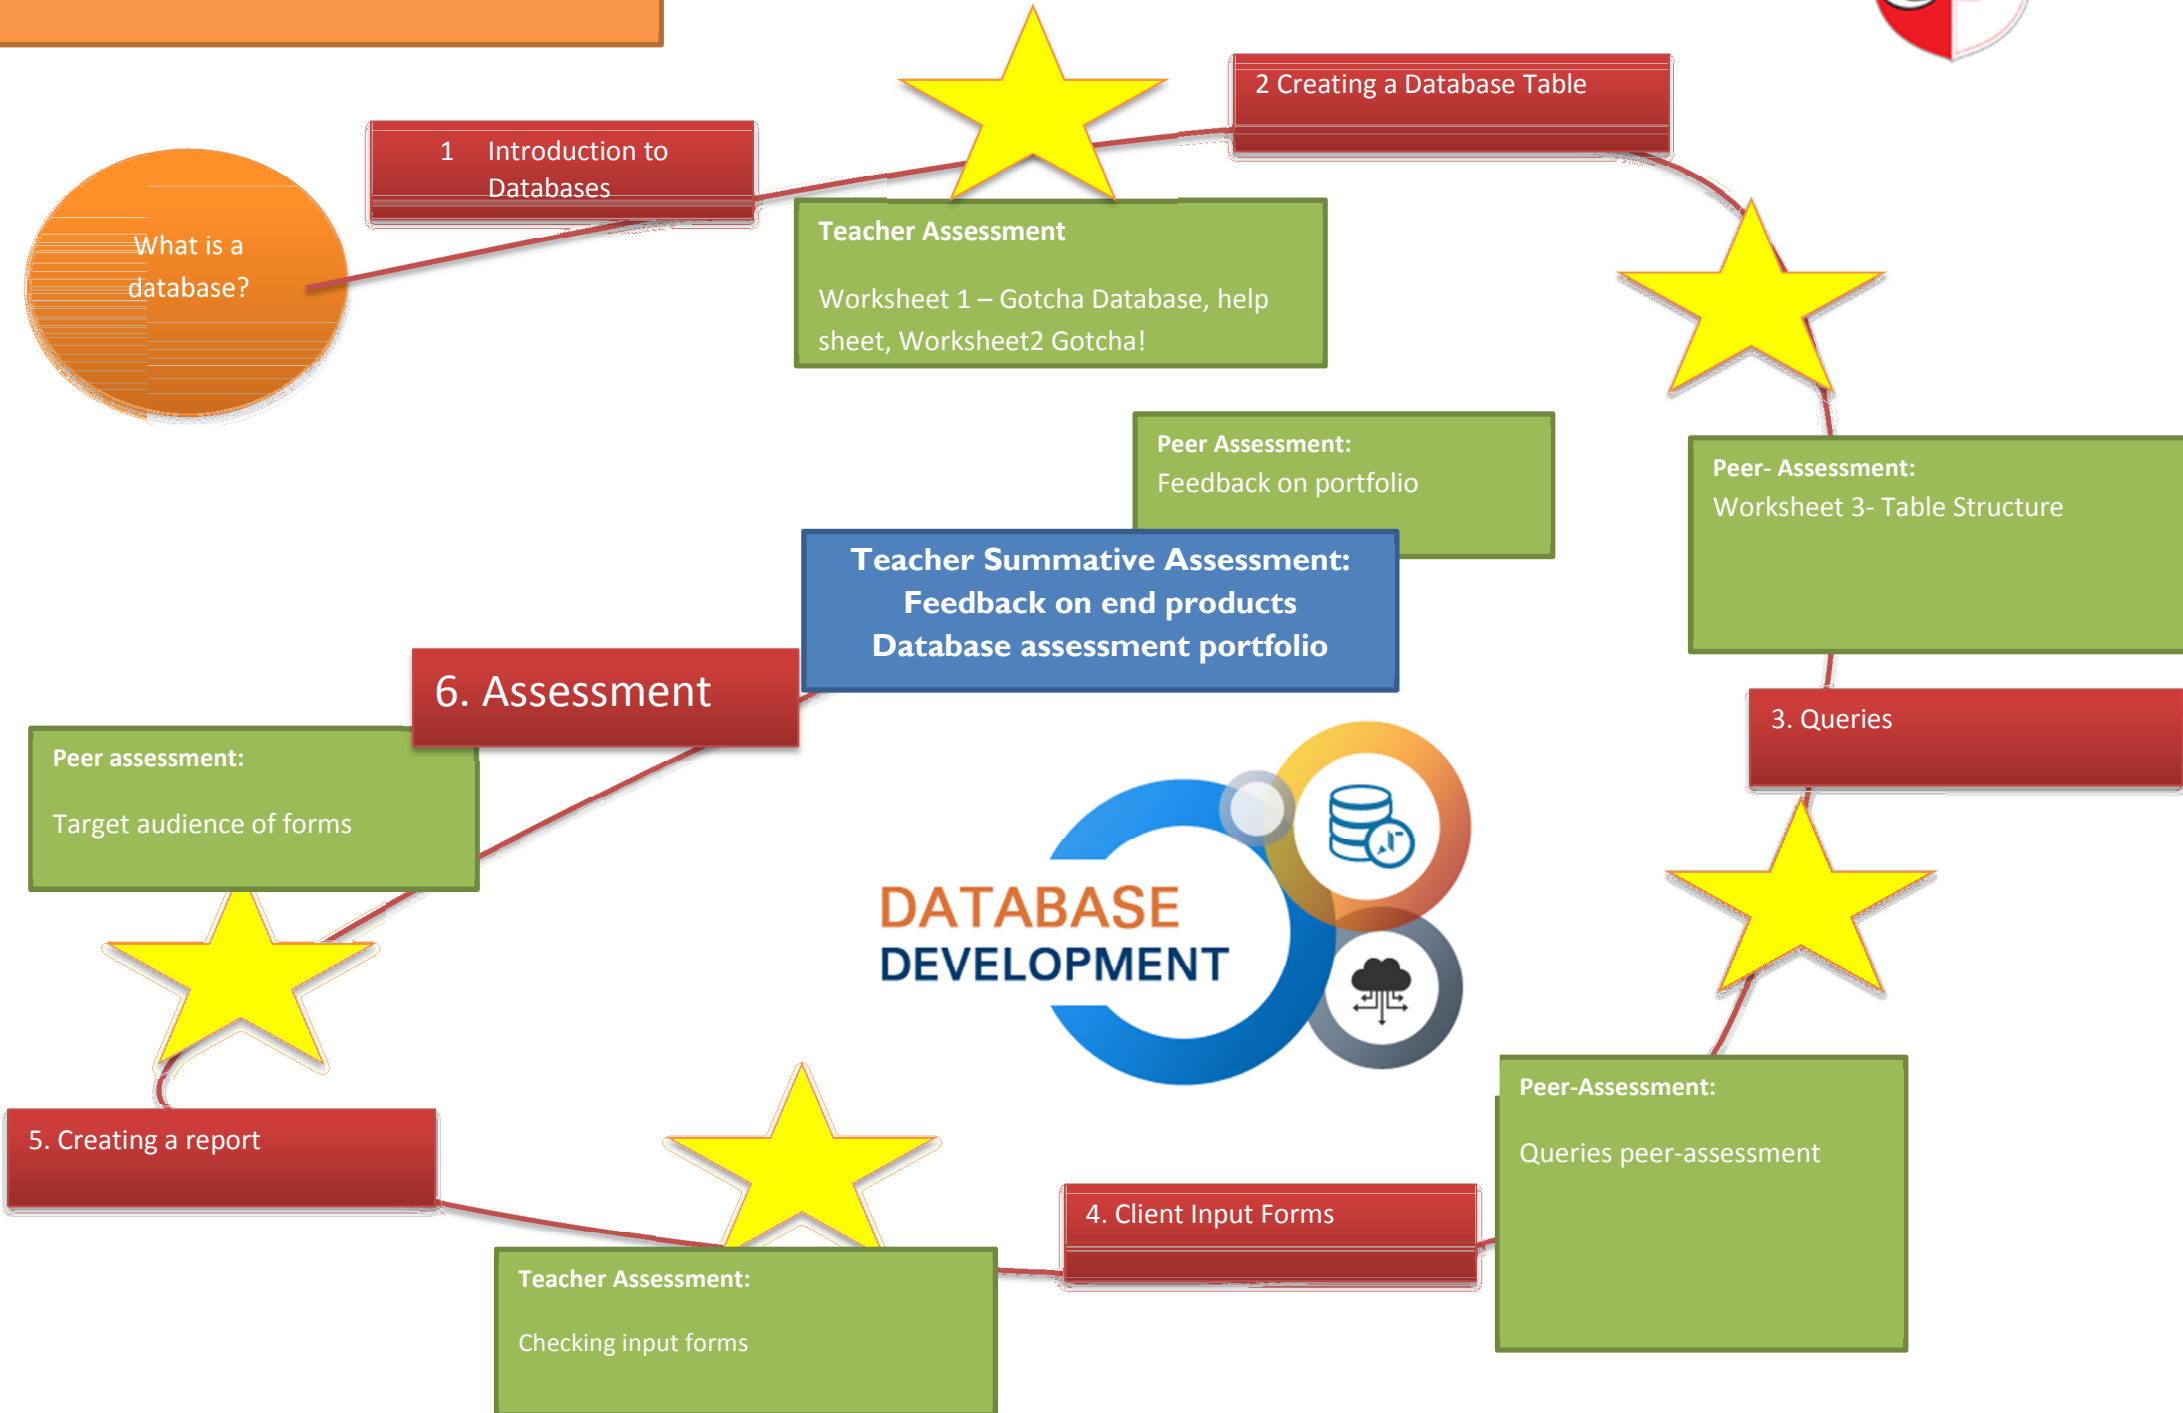 What is a
database?
1 Introduction to
Databases
Teacher Assessment
Worksheet 1 – Gotcha Database, help
sheet, Worksheet2 Gotcha!
2 Creating a Database Table
Peer- Assessment:
Worksheet 3- Table Structure
3. Queries
Peer-Assessment:
Queries peer-assessment
4. Client Input Forms
Teacher Assessment:
Checking input forms
5. Creating a report
Peer assessment:
Target audience of forms
6. Assessment
Teacher Summative Assessment:
Feedback on end products
Database assessment portfolio
Peer Assessment:
Feedback on portfolio
DATABASE
DEVELOPMENT